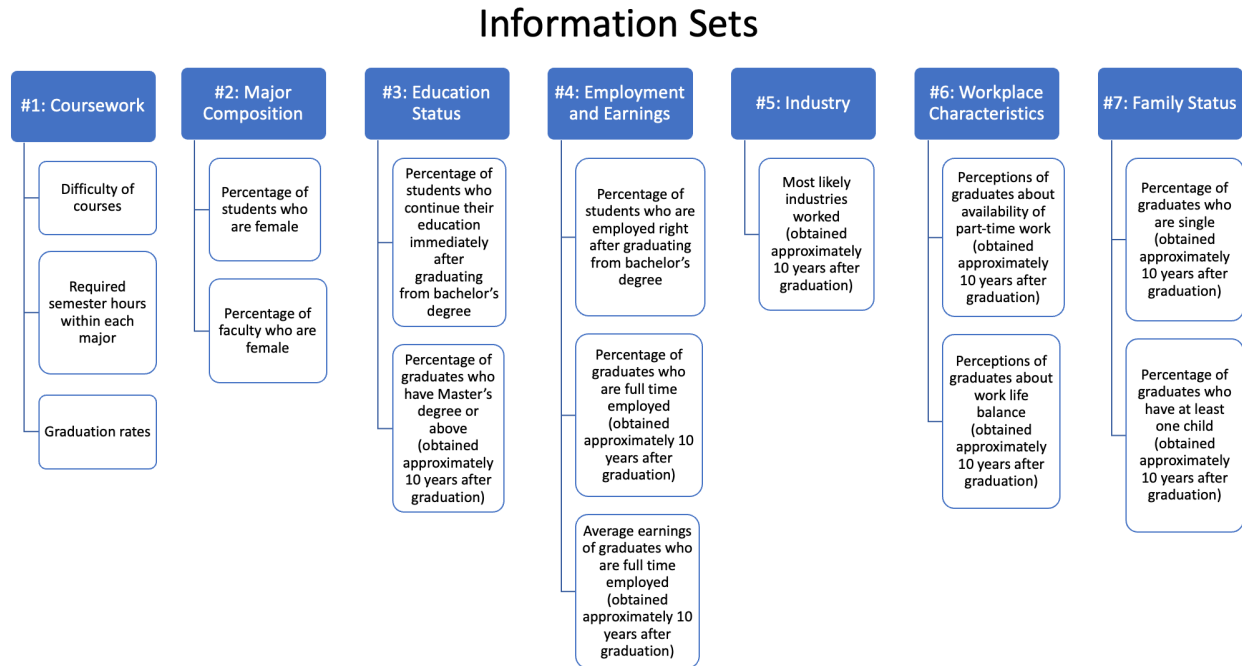 Information Sets
#1: Coursework
Difficulty of
courses
Required
semester hours
within each
major
Graduation rates
#2: Major
Composition
Percentage of
students who
are female
Percentage of
faculty who are
female
#3: Education
Status
Percentage of
students who
continue their
education
immediately
after
graduating
from bachelor's
degree
Percentage of
graduates who
have Master's
degree or
above
(obtained
approximately
10 years after
graduation)
#4: Employment
and Earnings
Percentage of
students who are
employed right
after graduating
from bachelor's
degree
Percentage of
graduates who
are full time
employed
(obtained
approximately 10
years after
graduation)
Average earnings
of graduates who
are full time
employed
(obtained
approximately 10
years after
graduation)
#5: Industry
Most likely
industries
worked
(obtained
approximately
10 years after
graduation)
#6: Workplace
Characteristics
Perceptions of
graduates about
availability of
part-time work
(obtained
approximately
10 years after
graduation)
Perceptions of
graduates about
work life
balance
(obtained
approximately
10 years after
graduation)
#7: Family Status
Percentage of
graduates who
are single
(obtained
approximately
10 years after
graduation)
Percentage of
graduates who
have at least
one child
(obtained
approximately
10 years after
graduation)